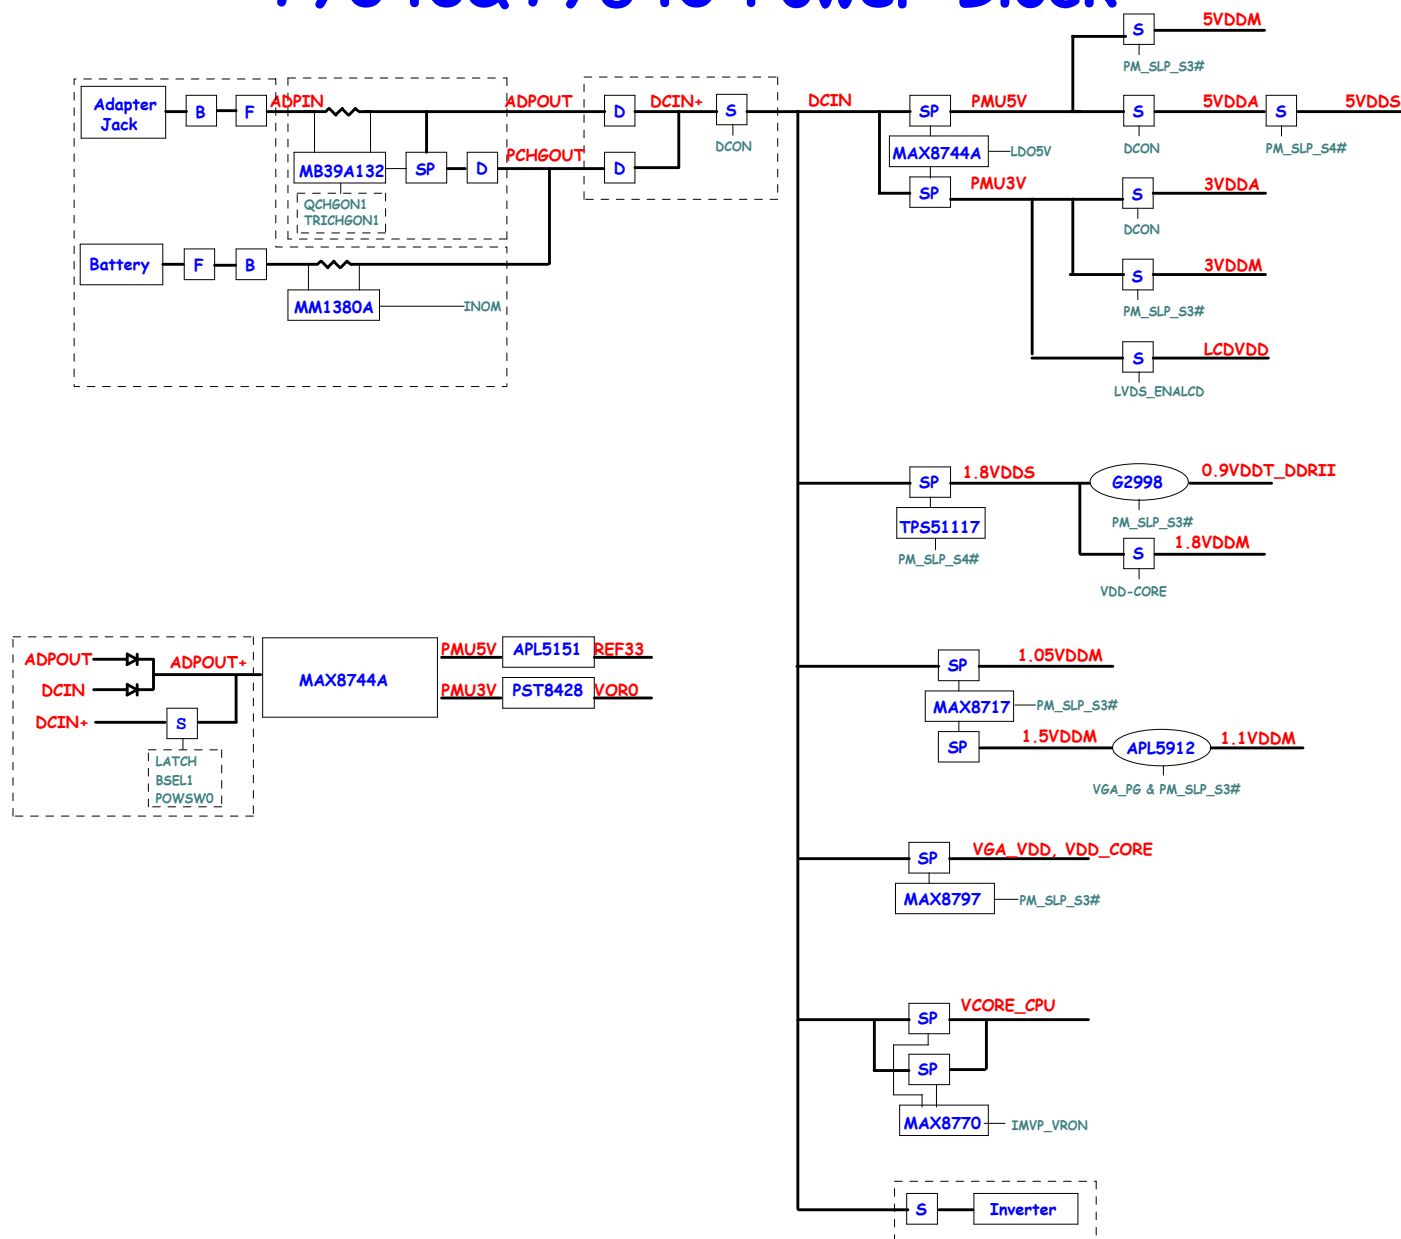 Power Block
5VDDM
S
PM_SLP_S3#
Adapter
Jack
B
F
ADPIN
ADPOUT
D
DCIN+
S
DCON
DCIN
SP
PMU5V
S
DCON
5VDDA
S
PM_SLP_S4#
5VDDS
MB39A132
SP
D
PCHGOUT
D
MAX8744A
LDO5V
QCHGON1
TRICHGON1
SP
PMU3V
S
3VDDA
DCON
Battery
F
B
MM1380A
INOM
S
3VDDM
PM_SLP_S3#
S
LCDVDD
LVDS_ENALCD
SP
1.8VDDS
G2998
0.9VDDT_DDRII
TPS51117
PM_SLP_S4#
PM_SLP_S3#
S
1.8VDDM
VDD-CORE
ADPOUT
DCIN
DCIN+
ADPOUT+
S
LATCH
BSEL1
POWSW0
MAX8744A
PMU5V
APL5151
REF33
PMU3V
PST8428
VOR0
SP
1.05VDDM
MAX8717
PM_SLP_S3#
SP
1.5VDDM
APL5912
1.1VDDM
VGA_PG & PM_SLP_S3#
SP
VGA_VDD, VDD_CORE
MAX8797
PM_SLP_S3#
SP
VCORE_CPU
SP
MAX8770
IMVP_VRON
S
Inverter